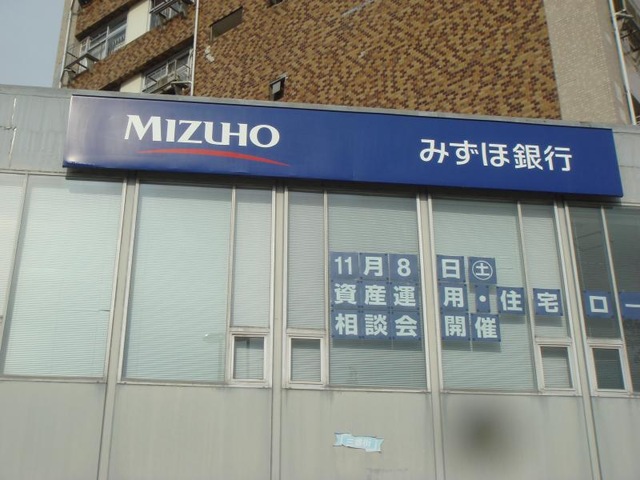 MIZUHO
みずほ銀行
11月8日㊏
資産運用・住宅ロー
相談会開催